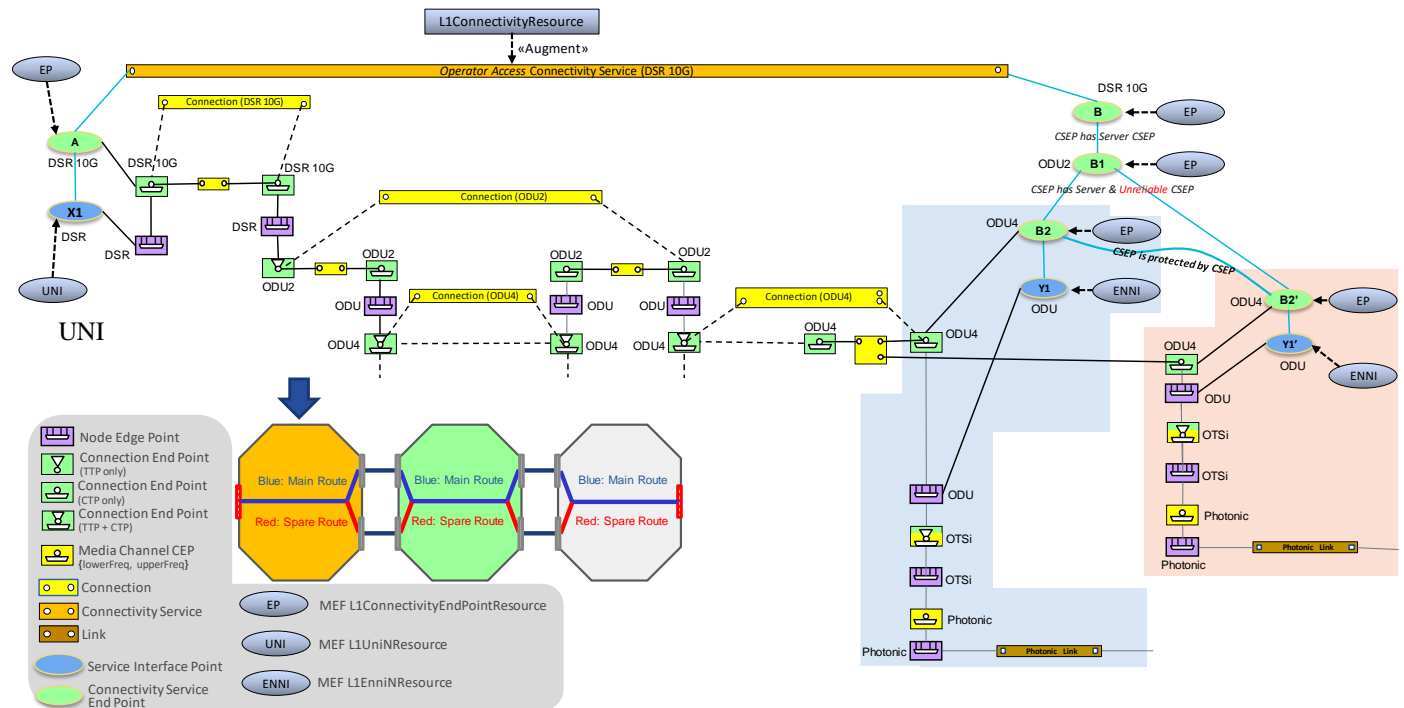 L1ConnectivityResource
«Augment»
Operator Access Connectivity Service (DSR 10G)
EP
A
DSR 10G
X1
DSR
UNI
UNI
Connection (DSR 10G)
DSR 10G
DSR
DSR 10G
DSR
ODU2
Connection (ODU2)
ODU2
ODU
ODU4
Connection (ODU4)
ODU2
ODU
ODU4
ODU2
ODU
ODU4
Connection (ODU4)
ODU4
ODU4
DSR 10G
B
EP
CSEP has Server CSEP
ODU2
B1
EP
CSEP has Server & Unreliable CSEP
ODU4
B2
EP
CSEP is protected by CSEP
Y1
ENNI
ODU
ODU4
B2'
EP
Y1'
ODU
ENNI
ODU4
ODU
OTSi
OTSi
Photonic
Photonic
Photonic Link
ODU
OTSi
OTSi
Photonic
Photonic
Photonic Link
Blue: Main Route
Red: Spare Route
Blue: Main Route
Red: Spare Route
Blue: Main Route
Red: Spare Route
Node Edge Point
Connection End Point
(TTP only)
Connection End Point
(CTP only)
Connection End Point
(TTP + CTP)
Media Channel CEP
{lowerFreq, upperFreq}
Connection
Connectivity Service
Link
Service Interface Point
Connectivity Service
End Point
EP
MEF L1ConnectivityEndPointResource
UNI
MEF L1UniNResource
ENNI
MEF L1EnniNResource